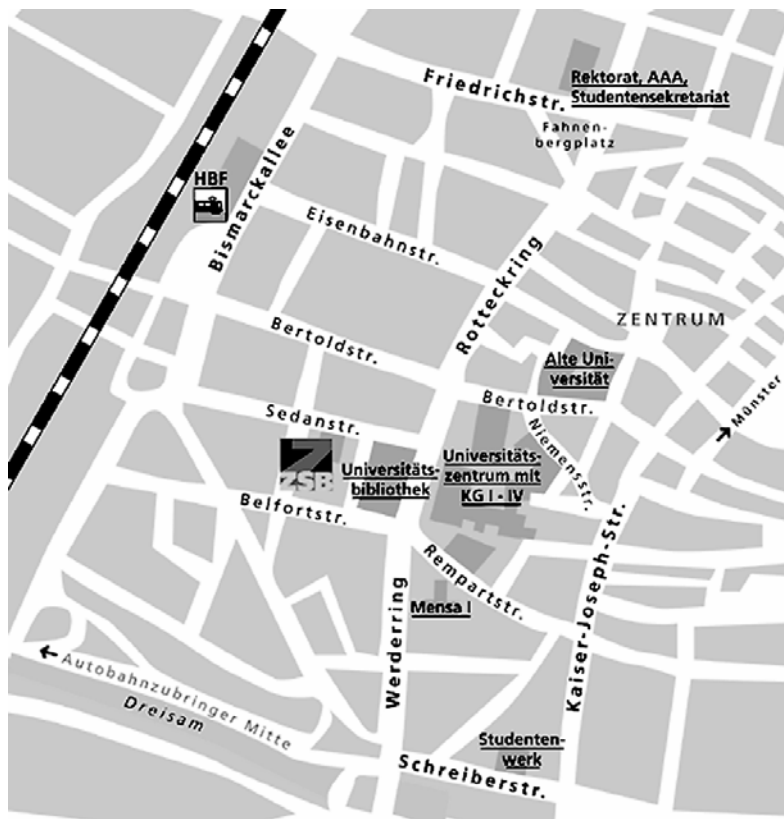 Friedrichstr.
Rektorat, AAA,
Studentensekretariat
Fahnen-
bergplatz
HBF
Bismarckallee
Eisenbahnstr.
Rotteckring
ZENTRUM
Bertoldstr.
Alte Uni-
versität
Münster
Bertoldstr.
Sedanstr.
Niemensstr.
ZSB
Universitäts-
bibliothek
Universitäts-
zentrum mit
KG I - IV
Belfortstr.
Kaiser-Joseph-Str.
Rempartstr.
Mensa I
Werderring
Autobahnzubringer Mitte
Dreisam
Studenten-
werk
Schreiberstr.